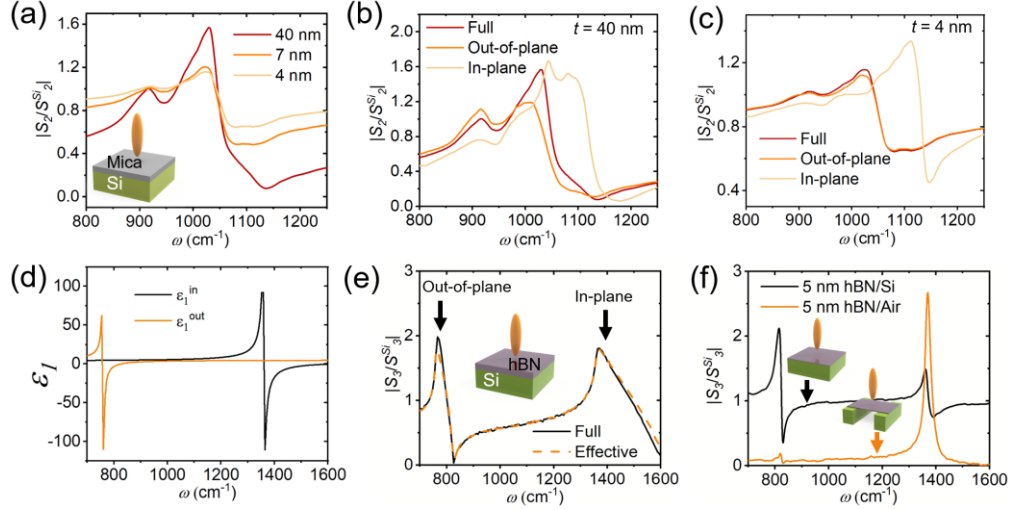 (a)
|S₂/Sˢⁱ₂|
1.6
1.2
0.8
0.4
0.0
40 nm
7 nm
4 nm
Mica
Si
800 900 1000 1100 1200
ω (cm⁻¹)
(b)
|S₂/Sˢⁱ₂|
2.0
1.6
1.2
0.8
0.4
0.0
Full
t = 40 nm
Out-of-plane
In-plane
800 900 1000 1100 1200
ω (cm⁻¹)
(c)
|S₂/Sˢⁱ₂|
1.2
0.8
0.4
t = 4 nm
Full
Out-of-plane
In-plane
800 900 1000 1100 1200
ω (cm⁻¹)
(d)
ε₁
100
50
0
-50
-100
ε₁ⁱⁿ
ε₁ᵒᵘᵗ
800 1000 1200 1400 1600
ω (cm⁻¹)
(e)
|S₃/Sˢⁱ₃|
3
2
1
0
Out-of-plane
In-plane
hBN
Si
Full
Effective
800 1000 1200 1400 1600
ω (cm⁻¹)
(f)
|S₃/Sˢⁱ₃|
3
2
1
0
5 nm hBN/Si
5 nm hBN/Air
800 1000 1200 1400 1600
ω (cm⁻¹)